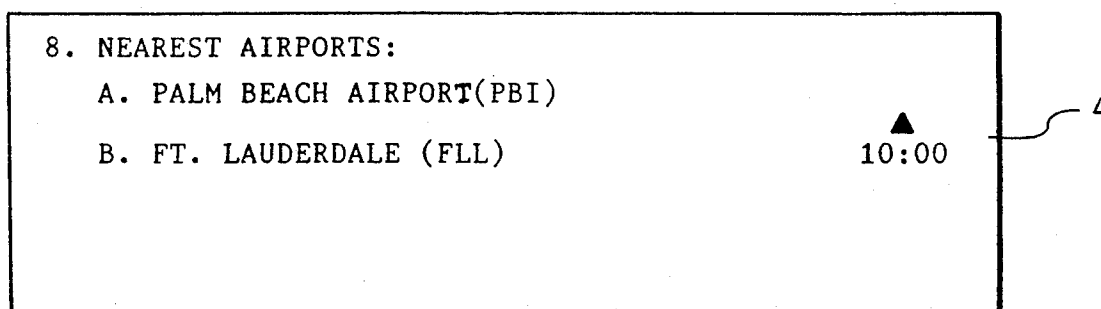 8. NEAREST AIRPORTS:
A. PALM BEACH AIRPORT(PBI)
▲
B. FT. LAUDERDALE (FLL) 10:00